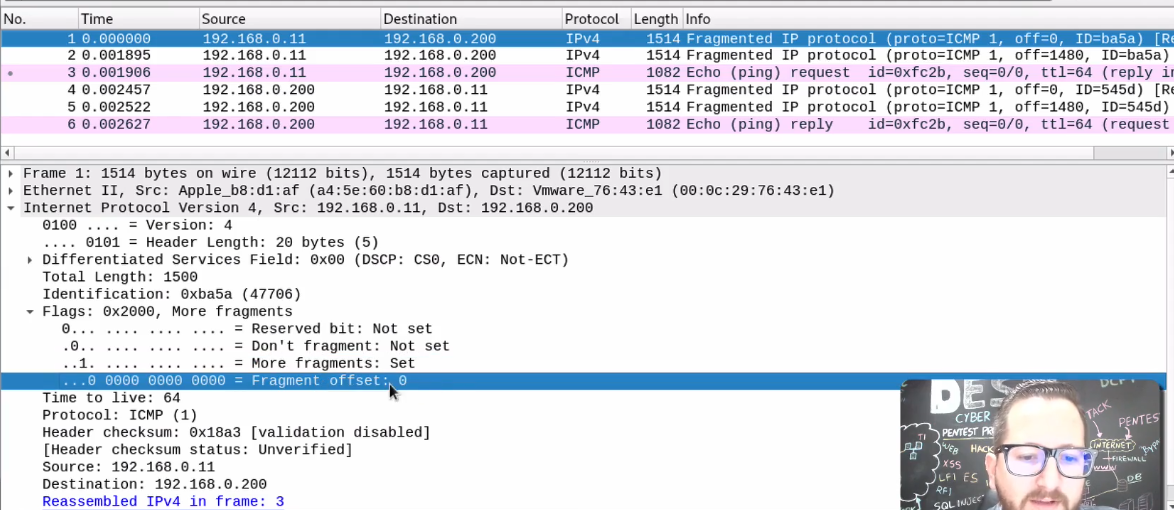 No. Time Source Destination Protocol Length Info
1 0.000000 192.168.0.11 192.168.0.200 IPv4 1514 Fragmented IP protocol (proto=ICMP 1, off=0, ID=ba5a) [Re
2 0.001895 192.168.0.11 192.168.0.200 IPv4 1514 Fragmented IP protocol (proto=ICMP 1, off=1480, ID=ba5a)
3 0.001906 192.168.0.11 192.168.0.200 ICMP 1082 Echo (ping) request id=0xfc2b, seq=0/0, ttl=64 (reply in
4 0.002457 192.168.0.200 192.168.0.11 IPv4 1514 Fragmented IP protocol (proto=ICMP 1, off=0, ID=545d) [Re
5 0.002522 192.168.0.200 192.168.0.11 IPv4 1514 Fragmented IP protocol (proto=ICMP 1, off=1480, ID=545d)
6 0.002627 192.168.0.200 192.168.0.11 ICMP 1082 Echo (ping) reply id=0xfc2b, seq=0/0, ttl=64 (request
Frame 1: 1514 bytes on wire (12112 bits), 1514 bytes captured (12112 bits)
Ethernet II, Src: Apple_b8:d1:af (a4:5e:60:b8:d1:af), Dst: Vmware_76:43:e1 (00:0c:29:76:43:e1)
Internet Protocol Version 4, Src: 192.168.0.11, Dst: 192.168.0.200
0100 .... = Version: 4
.... 0101 = Header Length: 20 bytes (5)
Differentiated Services Field: 0x00 (DSCP: CS0, ECN: Not-ECT)
Total Length: 1500
Identification: 0xba5a (47706)
Flags: 0x2000, More fragments
0... .... .... .... = Reserved bit: Not set
.0.. .... .... .... = Don't fragment: Not set
..1. .... .... .... = More fragments: Set
...0 0000 0000 0000 = Fragment offset: 0
Time to live: 64
Protocol: ICMP (1)
Header checksum: 0x18a3 [validation disabled]
[Header checksum status: Unverified]
Source: 192.168.0.11
Destination: 192.168.0.200
Reassembled IPv4 in frame: 3
DES
CYBER
PENTEST
TACK
PENTES
INTERNET
FIREWALL
WWW
HACK
WEB
XSS
LFI
RFI
DB